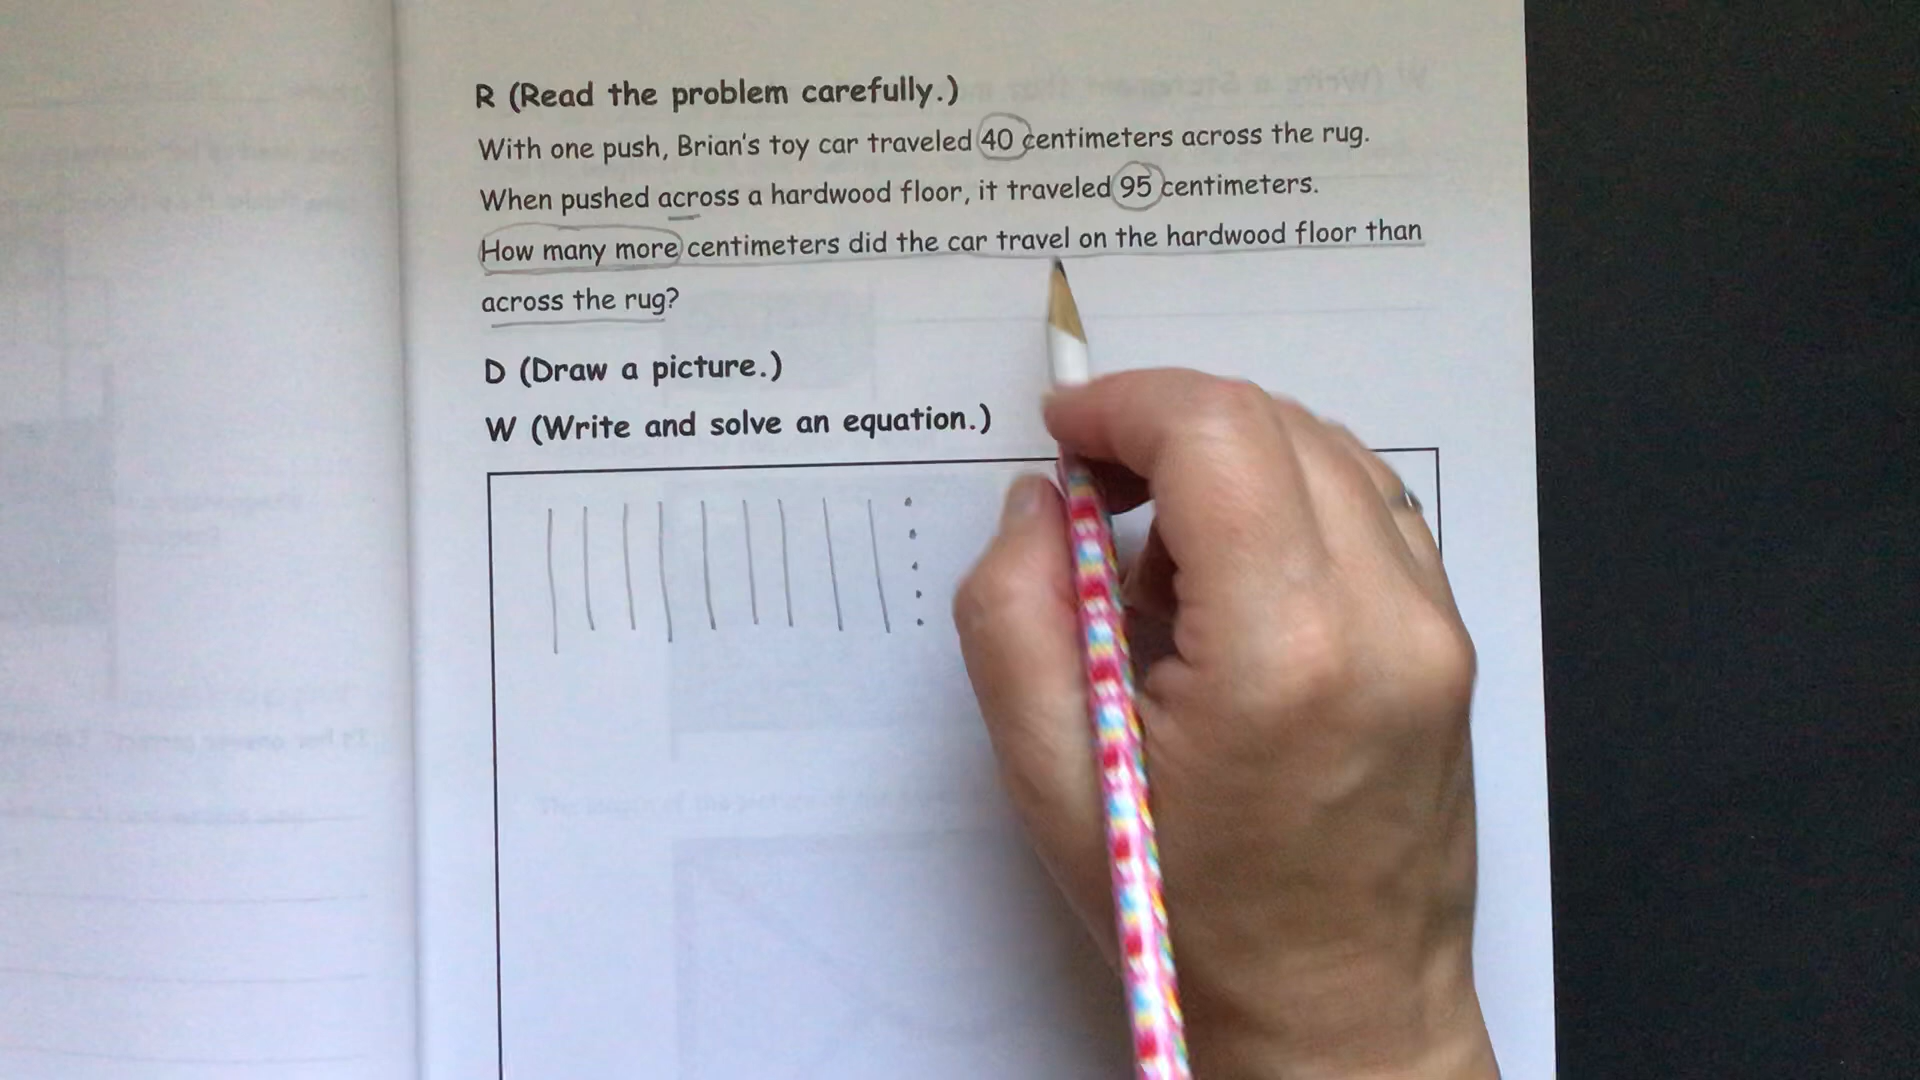 R (Read the problem carefully.)
With one push, Brian's toy car traveled 40 centimeters across the rug.
When pushed across a hardwood floor, it traveled 95 centimeters.
How many more centimeters did the car travel on the hardwood floor than
across the rug?
D (Draw a picture.)
W (Write and solve an equation.)